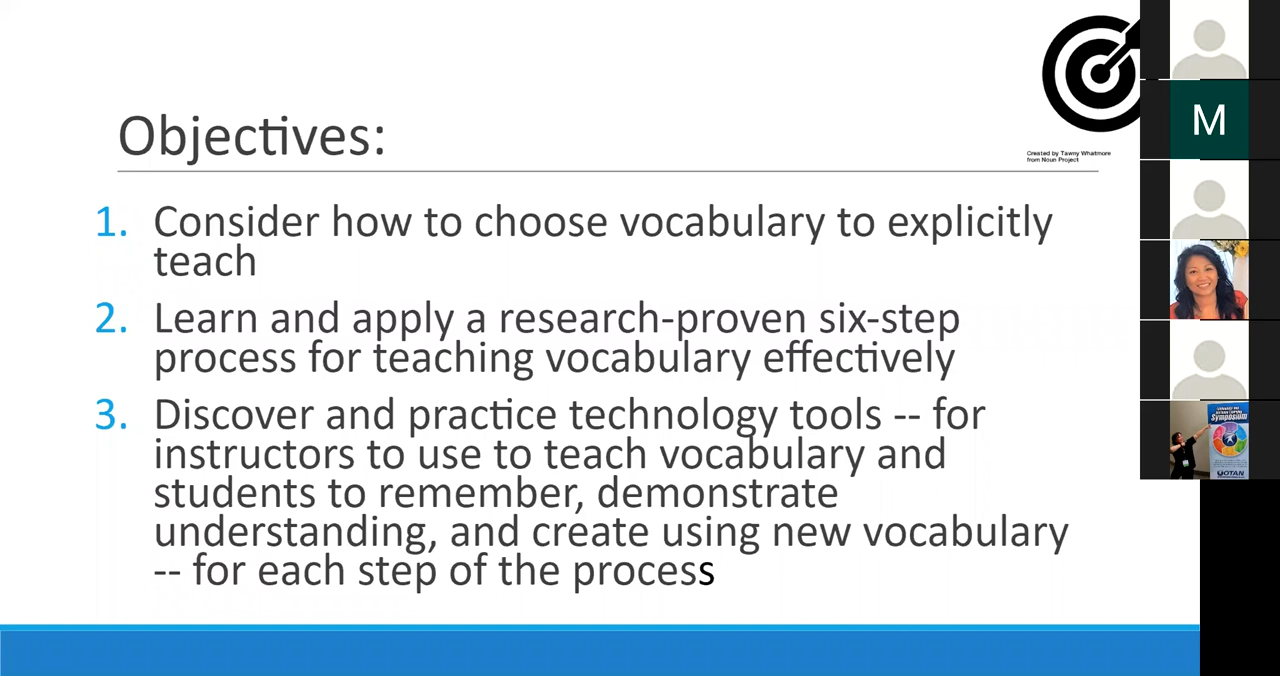 Objectives:
Created by Tawny Whatmore
from Noun Project
1. Consider how to choose vocabulary to explicitly
teach
2. Learn and apply a research-proven six-step
process for teaching vocabulary effectively
3. Discover and practice technology tools -- for
instructors to use to teach vocabulary and
students to remember, demonstrate
understanding, and create using new vocabulary
-- for each step of the process
M
Symposium
OTAN